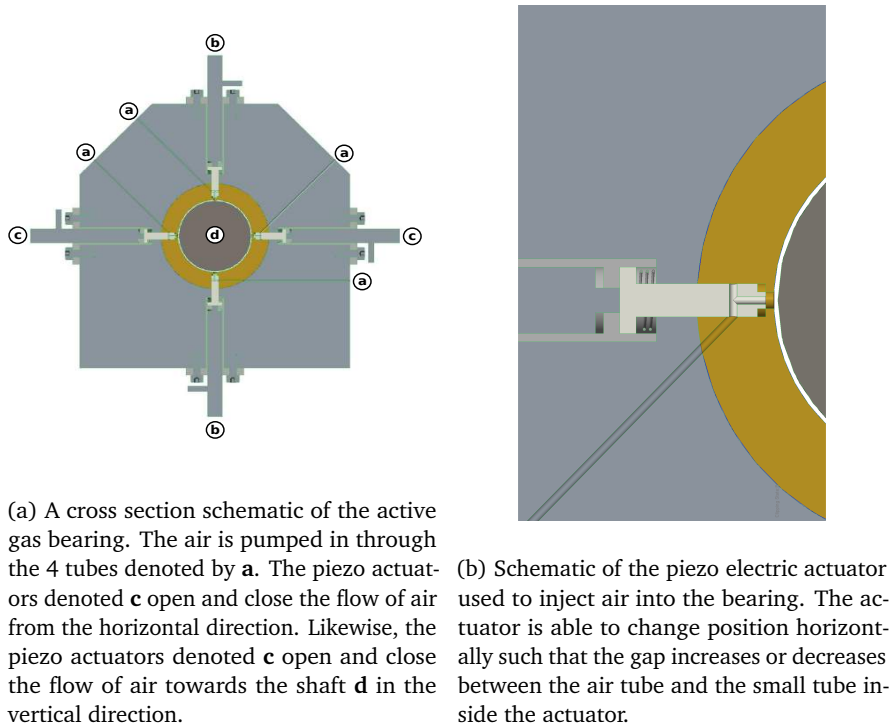 b
a
a
a
c
d
c
a
b
(a) A cross section schematic of the active
gas bearing. The air is pumped in through
the 4 tubes denoted by a. The piezo actuat-
ors denoted c open and close the flow of air
from the horizontal direction. Likewise, the
piezo actuators denoted c open and close
the flow of air towards the shaft d in the
vertical direction.
(b) Schematic of the piezo electric actuator
used to inject air into the bearing. The ac-
tuator is able to change position horizont-
ally such that the gap increases or decreases
between the air tube and the small tube in-
side the actuator.